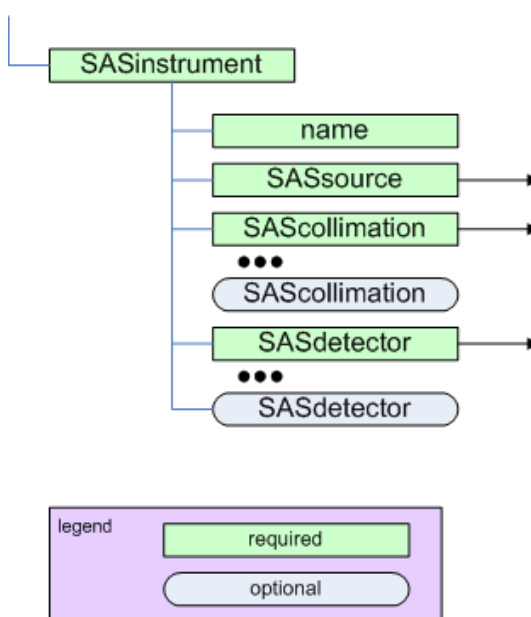 SASinstrument
name
SASsource
SAScollimation
SAScollimation
SASdetector
SASdetector
legend
required
optional